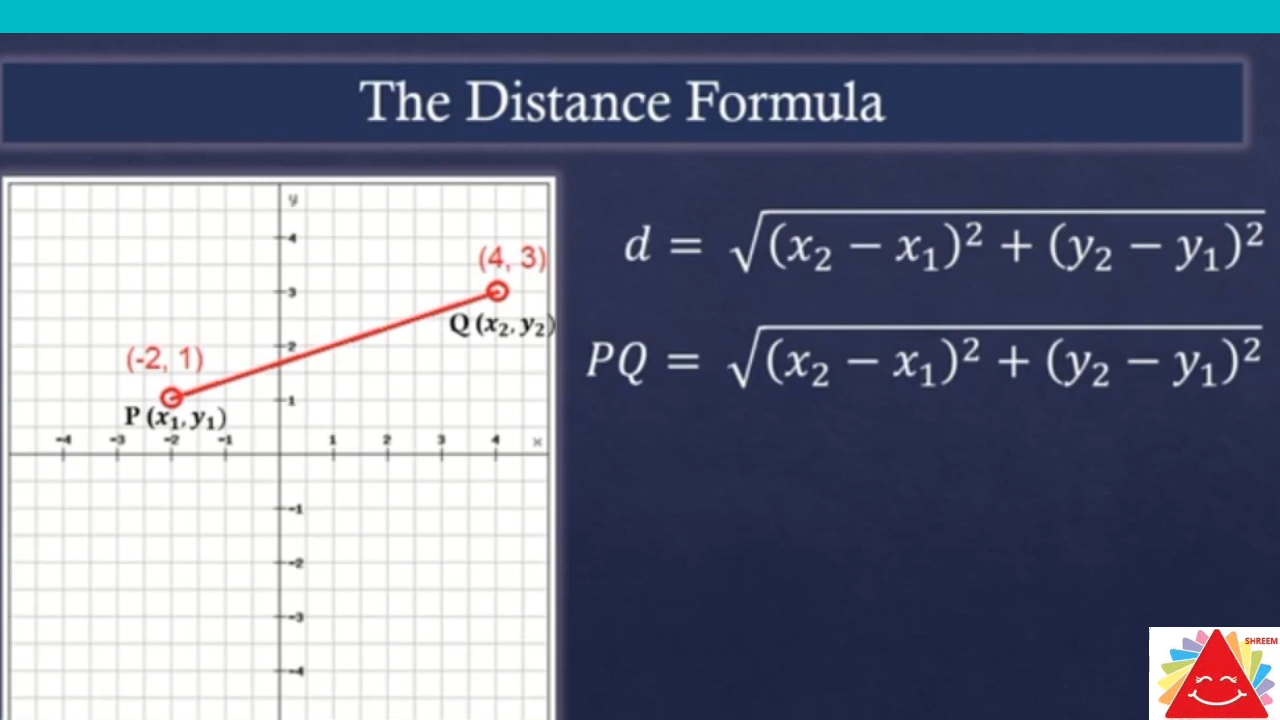 The Distance Formula
d = √(x₂ − x₁)² + (y₂ − y₁)²
PQ = √(x₂ − x₁)² + (y₂ − y₁)²
y
4
(4, 3)
3
Q (x₂, y₂)
2
(-2, 1)
1
P (x₁, y₁)
-4 -3 -2 -1 1 2 3 4 x
-1
-2
-3
-4
SHREEM